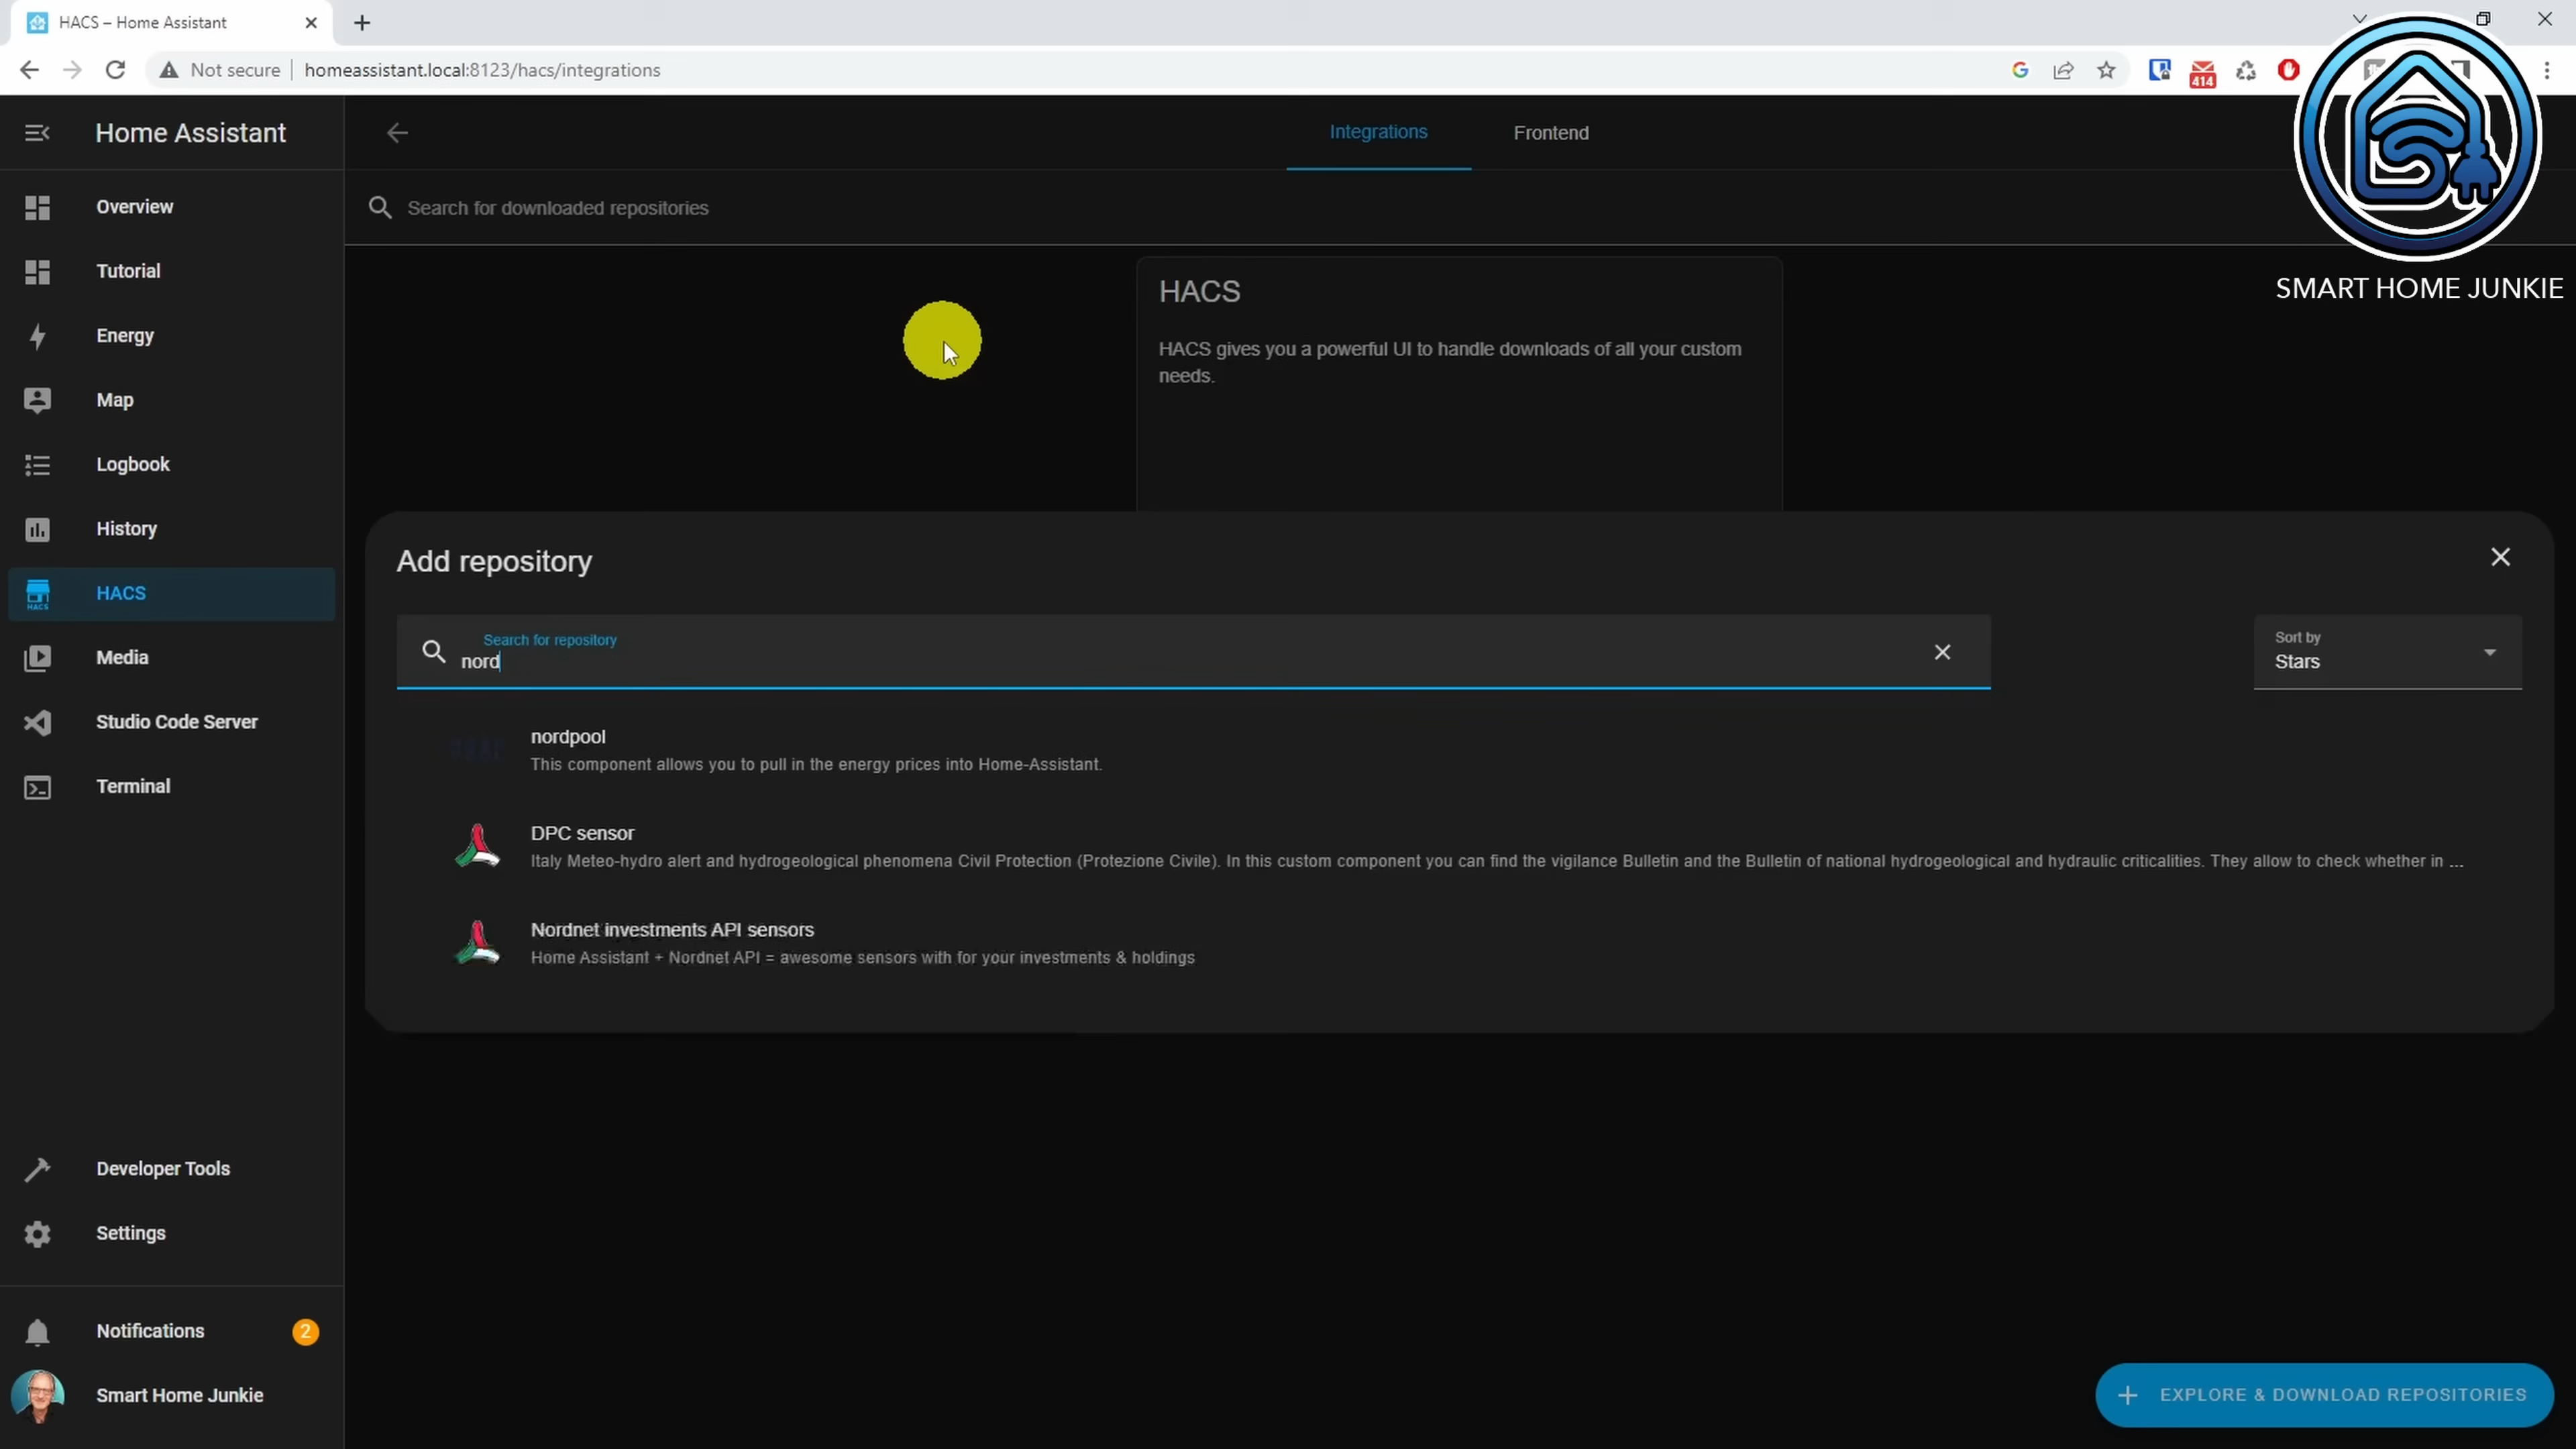 HACS – Home Assistant
Not secure
homeassistant.local:8123/hacs/integrations
414
Home Assistant
Integrations
Frontend
Overview
Search for downloaded repositories
Tutorial
HACS
SMART HOME JUNKIE
Energy
HACS gives you a powerful UI to handle downloads of all your custom
needs.
Map
Logbook
History
Add repository
HACS
HACS
Search for repository
nord
Sort by
Stars
Media
Studio Code Server
nordpool
This component allows you to pull in the energy prices into Home-Assistant.
Terminal
DPC sensor
Italy Meteo-hydro alert and hydrogeological phenomena Civil Protection (Protezione Civile). In this custom component you can find the vigilance Bulletin and the Bulletin of national hydrogeological and hydraulic criticalities. They allow to check whether in ...
Nordnet investments API sensors
Home Assistant + Nordnet API = awesome sensors with for your investments & holdings
Developer Tools
Settings
Notifications
2
Smart Home Junkie
EXPLORE & DOWNLOAD REPOSITORIES